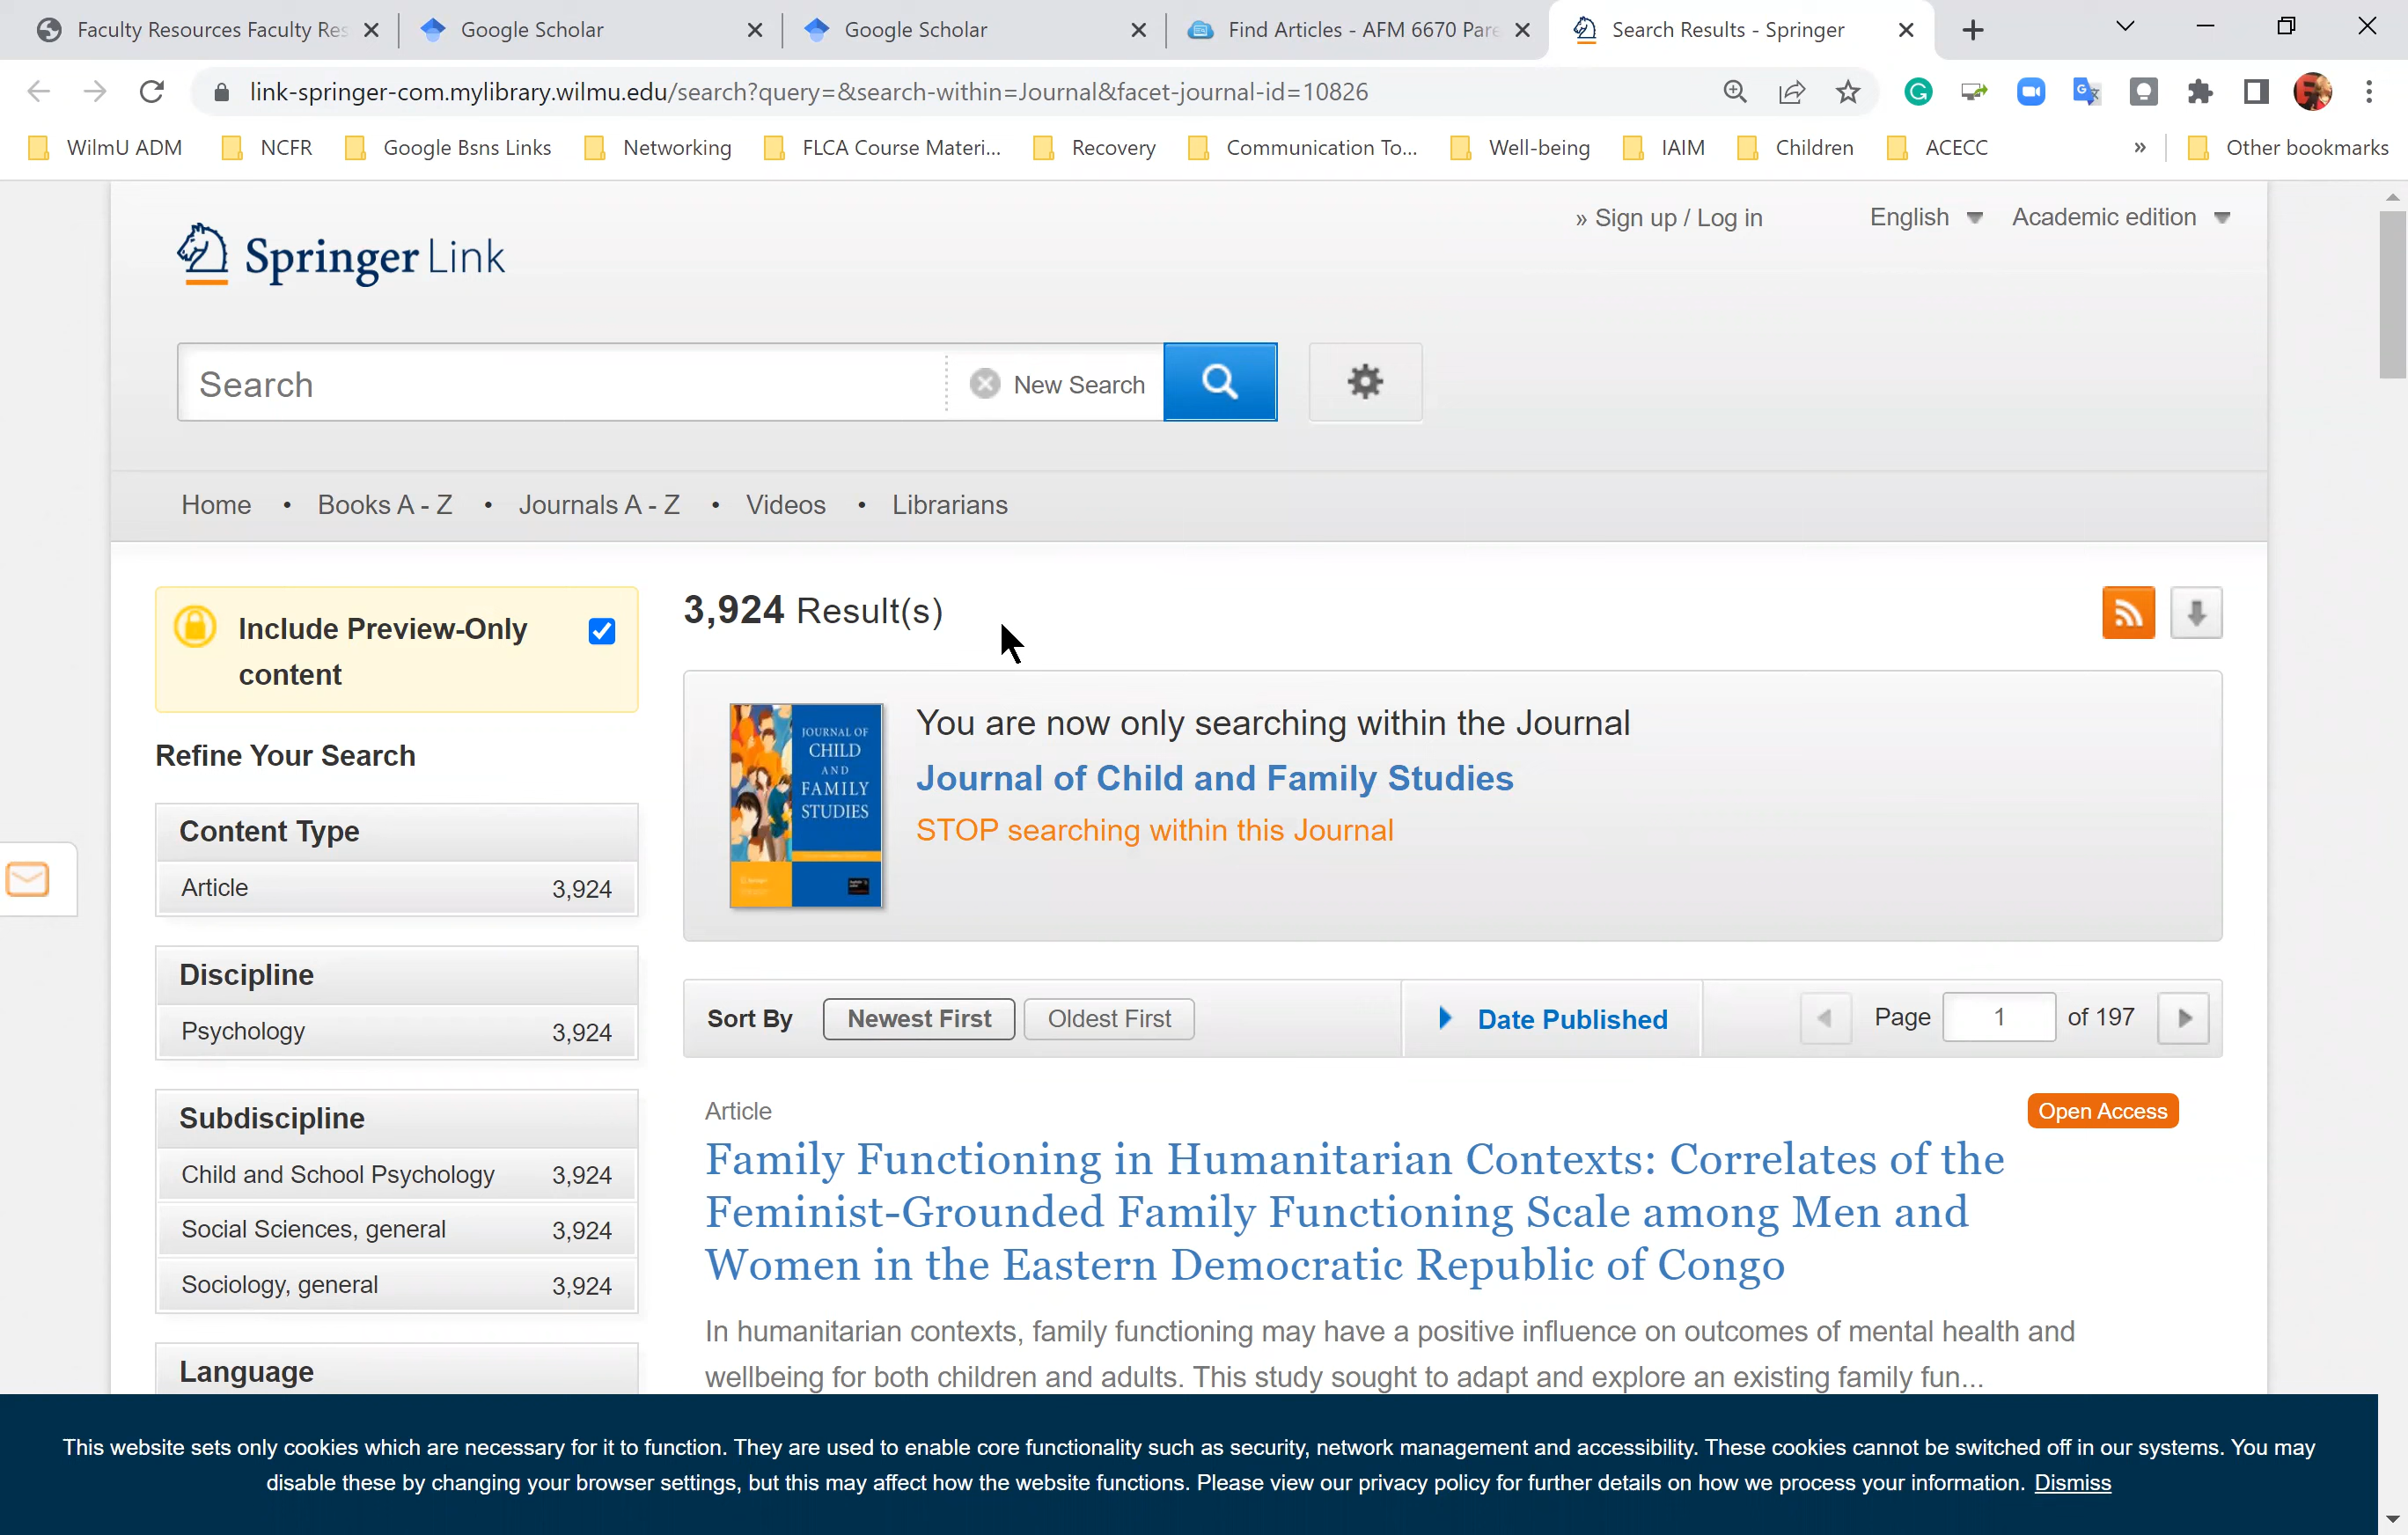 Faculty Resources Faculty Res
Google Scholar
Google Scholar
Find Articles - AFM 6670 Pare
Search Results - Springer
link-springer-com.mylibrary.wilmu.edu/search?query=&search-within=Journal&facet-journal-id=10826
WilmU ADM
NCFR
Google Bsns Links
Networking
FLCA Course Materi...
Recovery
Communication To...
Well-being
IAIM
Children
ACECC
»
Other bookmarks
Springer Link
» Sign up / Log in
English
Academic edition
Search
New Search
Home • Books A - Z • Journals A - Z • Videos • Librarians
Include Preview-Only
content
Refine Your Search
Content Type
Article 3,924
Discipline
Psychology 3,924
Subdiscipline
Child and School Psychology 3,924
Social Sciences, general 3,924
Sociology, general 3,924
Language
3,924 Result(s)
JOURNAL OF
CHILD
AND
FAMILY
STUDIES
You are now only searching within the Journal
Journal of Child and Family Studies
STOP searching within this Journal
Sort By Newest First Oldest First
Date Published
Page 1 of 197
Article
Open Access
Family Functioning in Humanitarian Contexts: Correlates of the
Feminist-Grounded Family Functioning Scale among Men and
Women in the Eastern Democratic Republic of Congo
In humanitarian contexts, family functioning may have a positive influence on outcomes of mental health and
wellbeing for both children and adults. This study sought to adapt and explore an existing family fun...
This website sets only cookies which are necessary for it to function. They are used to enable core functionality such as security, network management and accessibility. These cookies cannot be switched off in our systems. You may
disable these by changing your browser settings, but this may affect how the website functions. Please view our privacy policy for further details on how we process your information. Dismiss